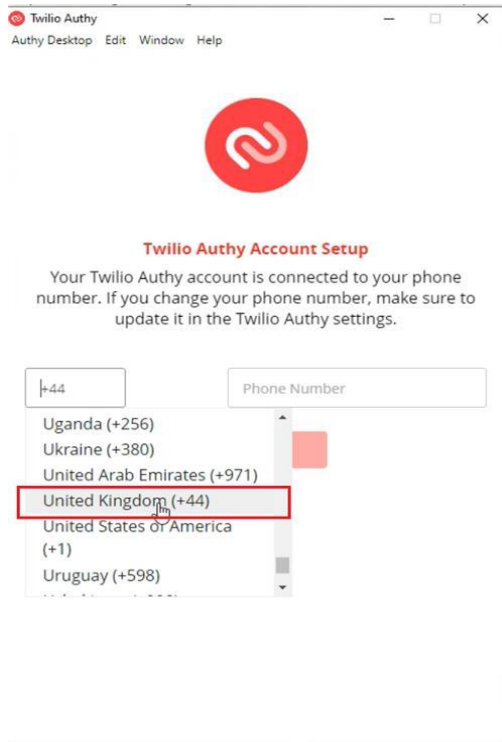 Twilio Authy
Authy Desktop Edit Window Help
Twilio Authy Account Setup
Your Twilio Authy account is connected to your phone
number. If you change your phone number, make sure to
update it in the Twilio Authy settings.
+44 Phone Number
Uganda (+256)
Ukraine (+380)
United Arab Emirates (+971)
United Kingdom (+44)
United States of America
(+1)
Uruguay (+598)